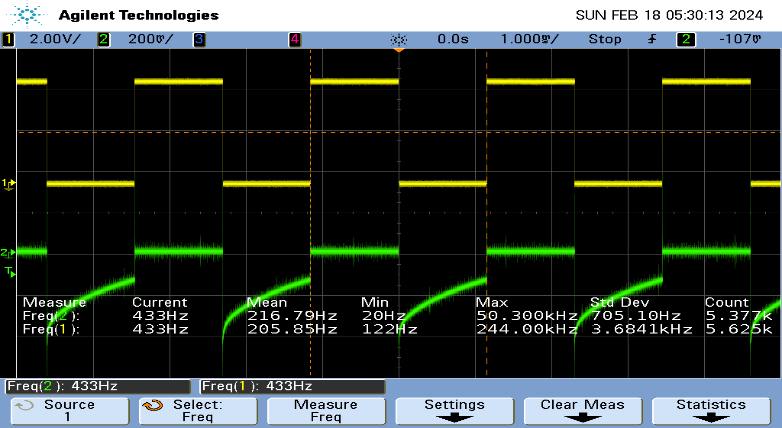 Agilent Technologies SUN FEB 18 05:30:13 2024
1 2.00V/ 2 200mV/ 3 4 0.0s 1.000ms/ Stop 2 -107mV
1
2
T
Measure Current Mean Min Max Std Dev Count
Freq(2): 433Hz 216.79Hz 20Hz 50.300kHz 705.10Hz 5.377k
Freq(1): 433Hz 205.85Hz 122Hz 244.00kHz 3.6841kHz 5.625k
Freq(2): 433Hz Freq(1): 433Hz
Source Select: Measure Settings Clear Meas Statistics
1 Freq Freq